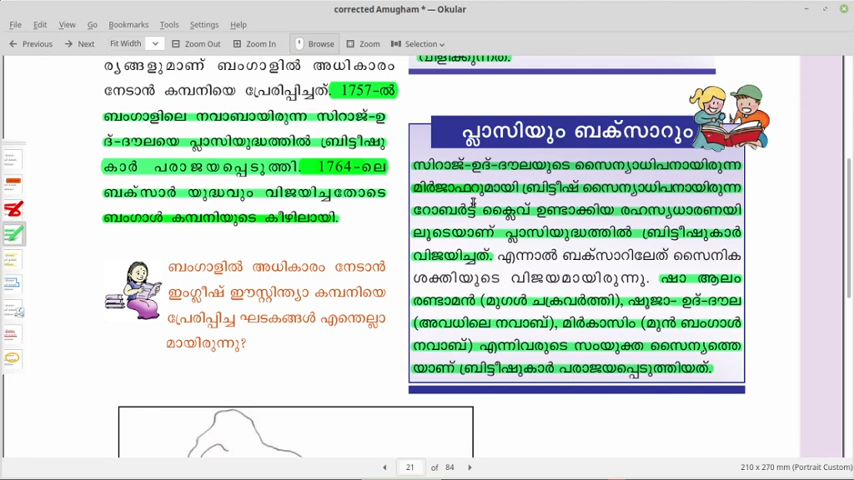 corrected Amugham * — Okular
File Edit View Go Bookmarks Tools Settings Help
Previous Next Fit Width Zoom Out Zoom In Browse Zoom Selection
ര്യങ്ങളുമാണ് ബംഗാളിൽ അധികാരം
നേടാൻ കമ്പനിയെ പ്രേരിപ്പിച്ചത്. 1757-ൽ
ബംഗാളിലെ നവാബായിരുന്ന സിറാജ്-ഉ
ദ്-ദൗലയെ പ്ലാസിയുദ്ധത്തിൽ ബ്രിട്ടീഷു
കാർ പരാജയപ്പെടുത്തി. 1764-ലെ
ബക്സാർ യുദ്ധവും വിജയിച്ചതോടെ
ബംഗാൾ കമ്പനിയുടെ കീഴിലായി.
ബംഗാളിൽ അധികാരം നേടാൻ
ഇംഗ്ലീഷ് ഈസ്റ്റിന്ത്യാ കമ്പനിയെ
പ്രേരിപ്പിച്ച ഘടകങ്ങൾ എന്തെല്ലാ
മായിരുന്നു?
വിളിക്കുന്നത്.
പ്ലാസിയും ബക്സാറും
സിറാജ്-ഉദ്-ദൗലയുടെ സൈന്യാധിപനായിരുന്ന
മിർജാഫറുമായി ബ്രിട്ടീഷ് സൈന്യാധിപനായിരുന്ന
റോബർട്ട് ക്ലൈവ് ഉണ്ടാക്കിയ രഹസ്യധാരണയി
ലൂടെയാണ് പ്ലാസിയുദ്ധത്തിൽ ബ്രിട്ടീഷുകാർ
വിജയിച്ചത്. എന്നാൽ ബക്സാറിലേത് സൈനിക
ശക്തിയുടെ വിജയമായിരുന്നു. ഷാ ആലം
രണ്ടാമൻ (മുഗൾ ചക്രവർത്തി), ഷൂജാ- ഉദ്-ദൗല
(അവധിലെ നവാബ്), മിർകാസിം (മുൻ ബംഗാൾ
നവാബ്) എന്നിവരുടെ സംയുക്ത സൈന്യത്തെ
യാണ് ബ്രിട്ടീഷുകാർ പരാജയപ്പെടുത്തിയത്.
21 of 84
210 x 270 mm (Portrait Custom)